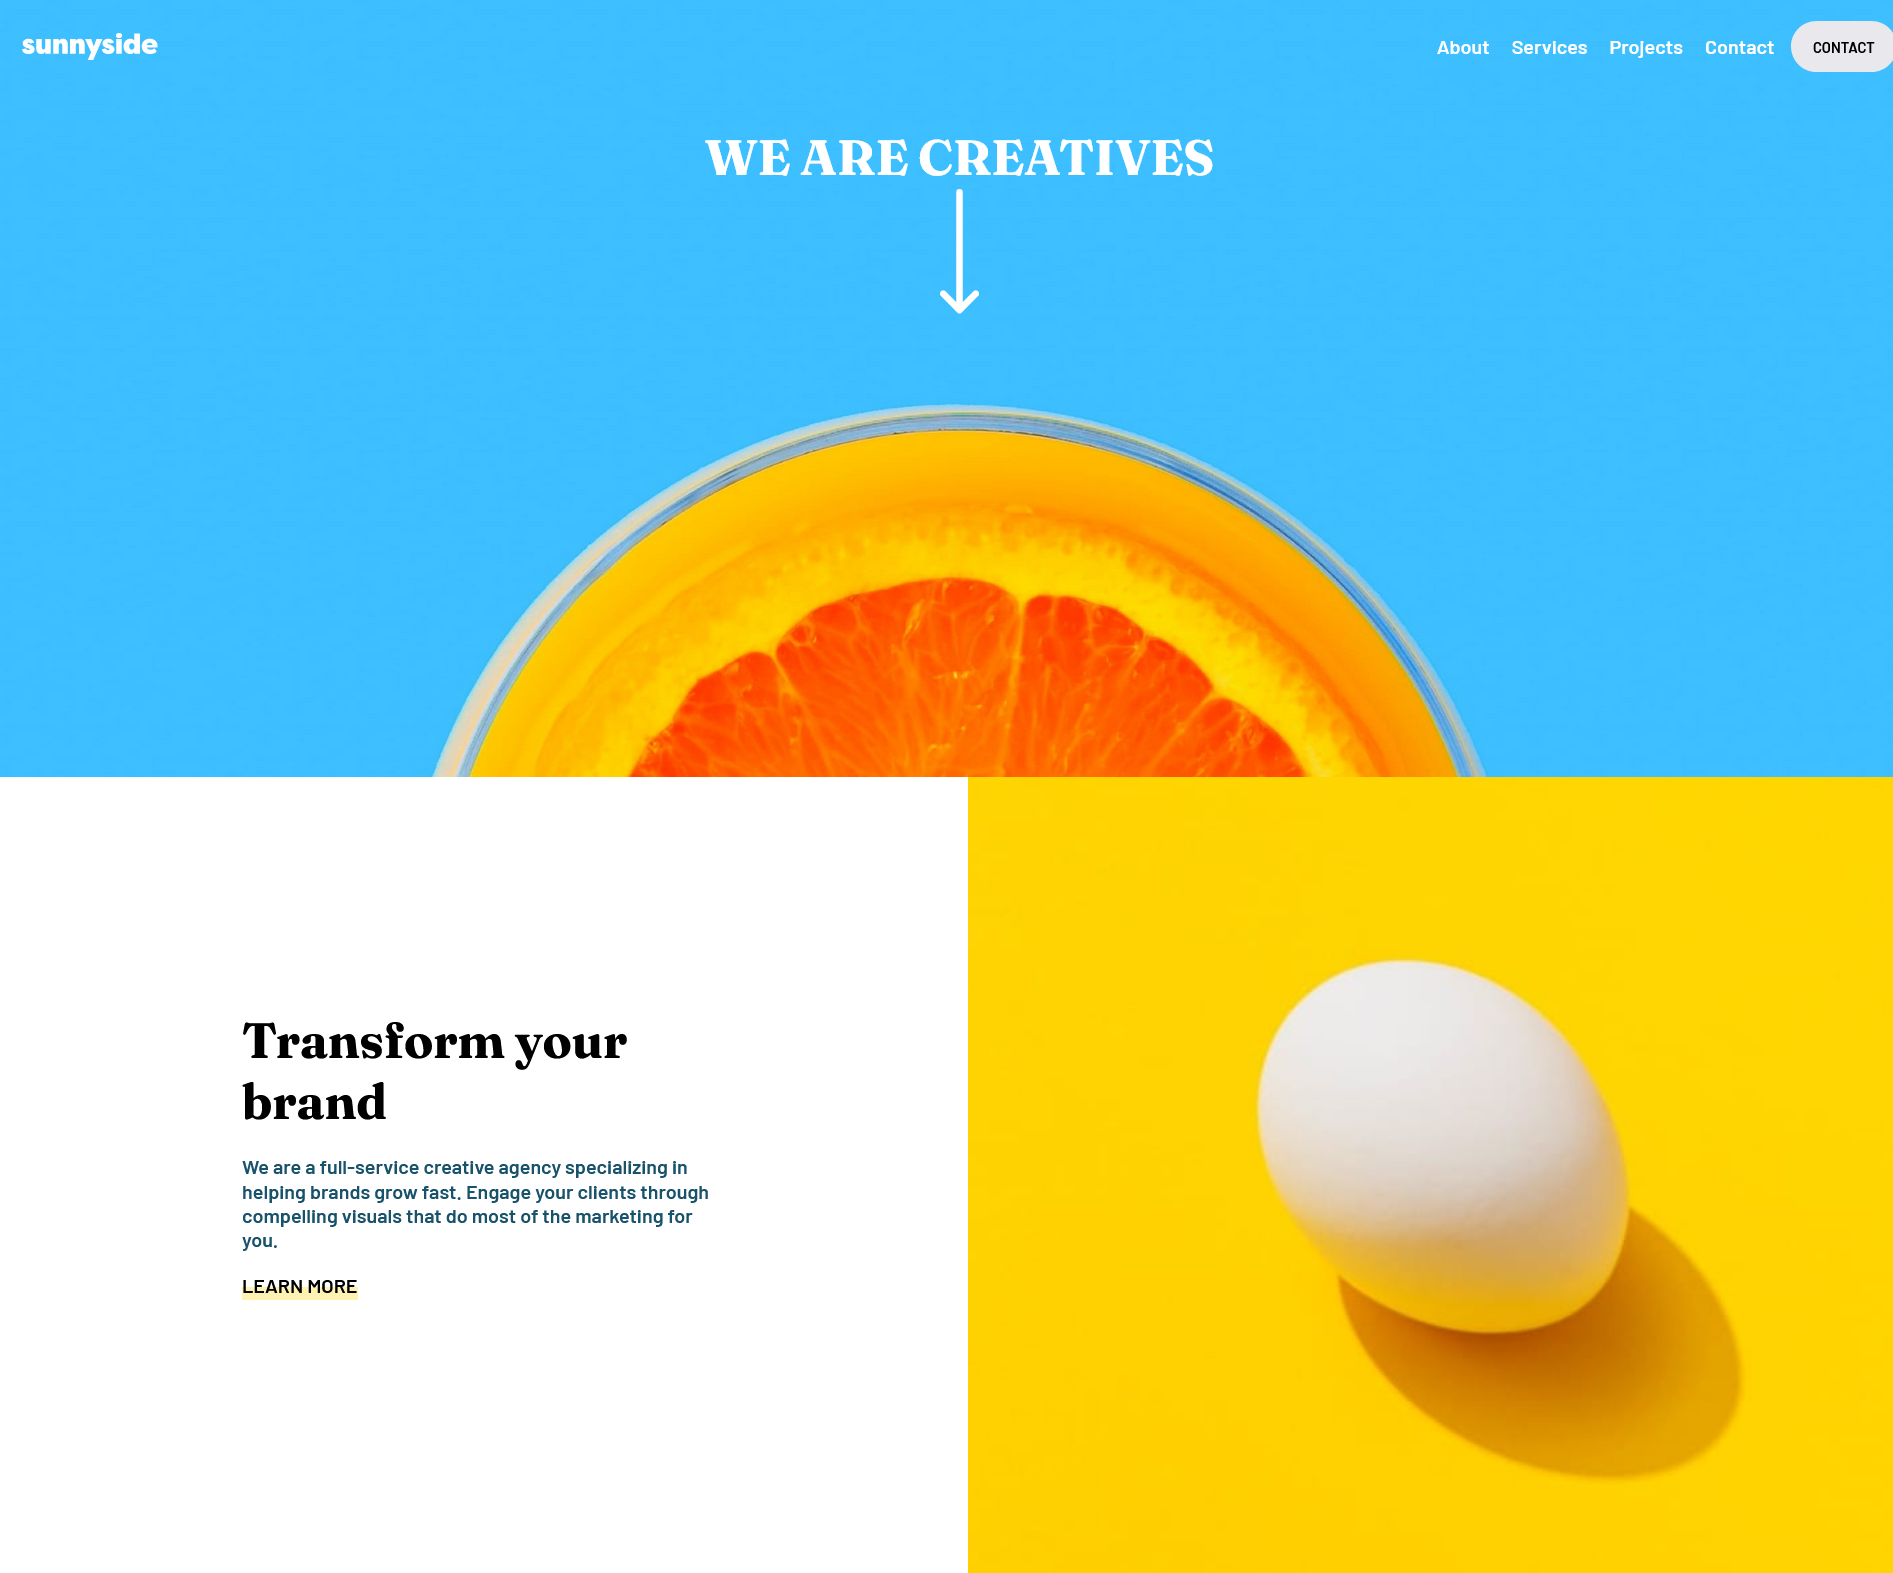 sunnyside
About Services Projects Contact CONTACT
WE ARE CREATIVES
Transform your
brand
We are a full-service creative agency specializing in
helping brands grow fast. Engage your clients through
compelling visuals that do most of the marketing for
you.
LEARN MORE